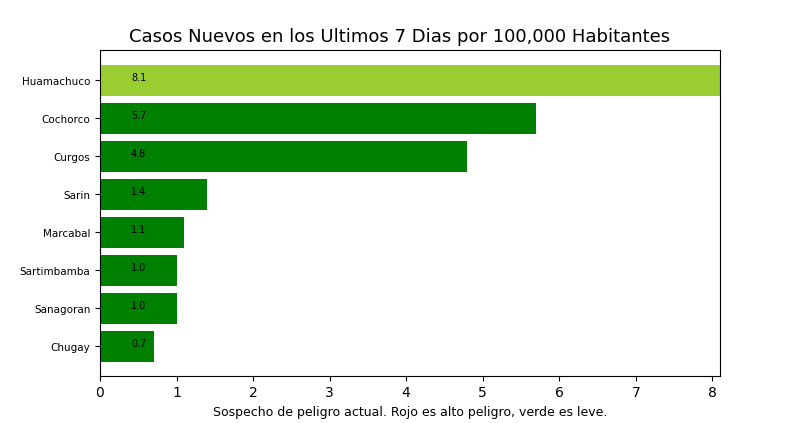 Casos Nuevos en los Ultimos 7 Dias por 100,000 Habitantes
Huamachuco 8.1
Cochorco 5.7
Curgos 4.8
Sarin 1.4
Marcabal 1.1
Sartimbamba 1.0
Sanagoran 1.0
Chugay 0.7
0 1 2 3 4 5 6 7 8
Sospecho de peligro actual. Rojo es alto peligro, verde es leve.